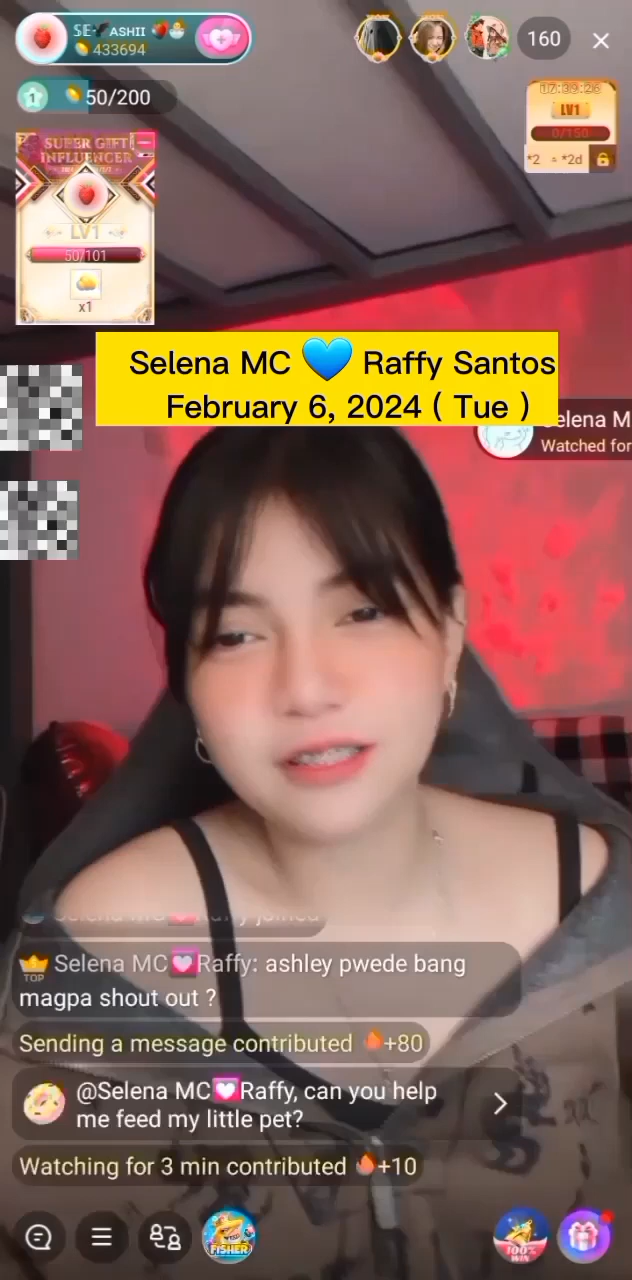 SE ASHII
433694
160
1 50/200
17:39:26
LV1
0/150
*2 *2d
SUPER GIFT
INFLUENCER
LV1
50/101
x1
Selena MC 💙 Raffy Santos
February 6, 2024 ( Tue )
Selena M
Watched for
Selena MC💟Raffy joined
TOP Selena MC💟Raffy: ashley pwede bang
magpa shout out ?
Sending a message contributed 🔥+80
@Selena MC💟Raffy, can you help
me feed my little pet?
Watching for 3 min contributed 🔥+10
FISHER
100%
WIN